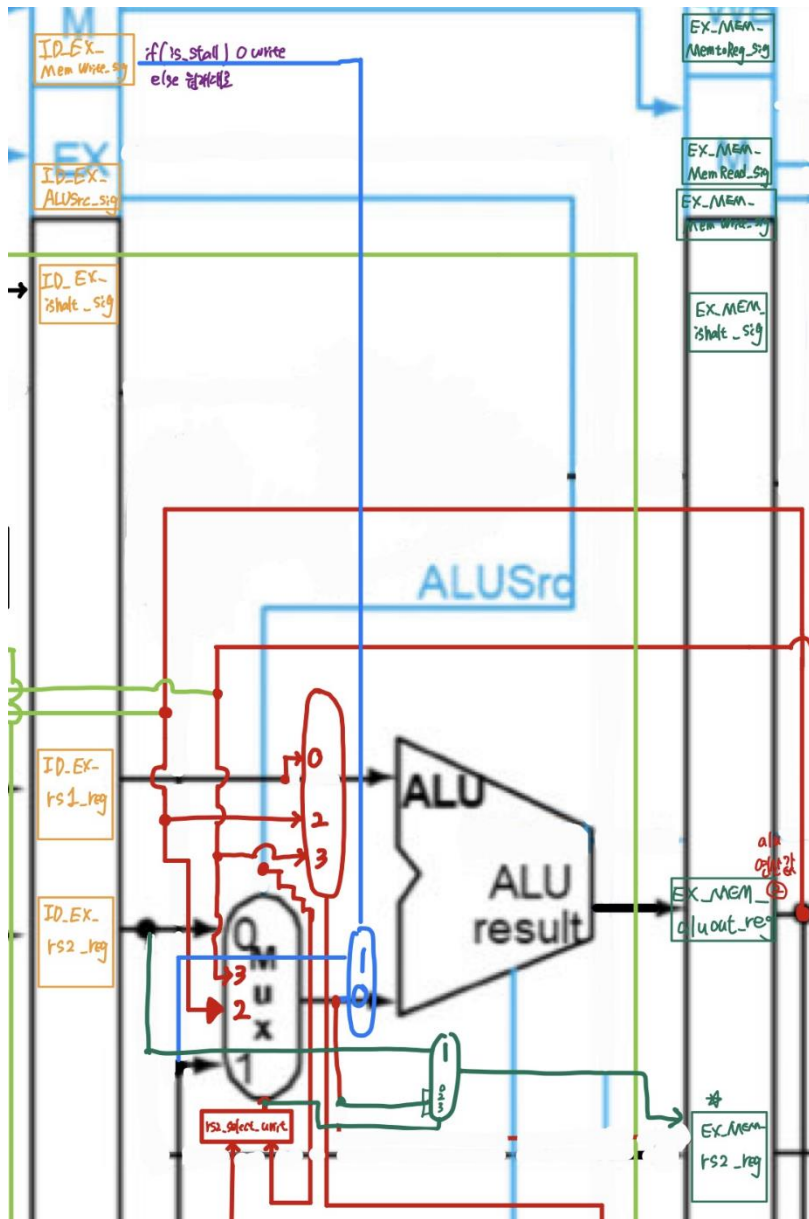 M
ID_EX_
Mem Write_sig
if(is_stall) 0 write
else 원래대로
EX_MEM_
MemtoReg_sig
EX
ID_EX_
ALUSrc_sig
EX_MEM_
MemRead_sig
M
EX_MEM_
Mem Write_sig
ID_EX_
ishalt_sig
EX_MEM_
ishalt_sig
ALUSrc
ID_EX_
rs1_reg
0
2
3
ALU
ALU
result
alu
연산값
②
EX_MEM_
aluout_reg
ID_EX_
rs2_reg
0
Mux
3
2
1
1
0
1
0
2
3
rs2_select_unit
*
EX_MEM_
rs2_reg